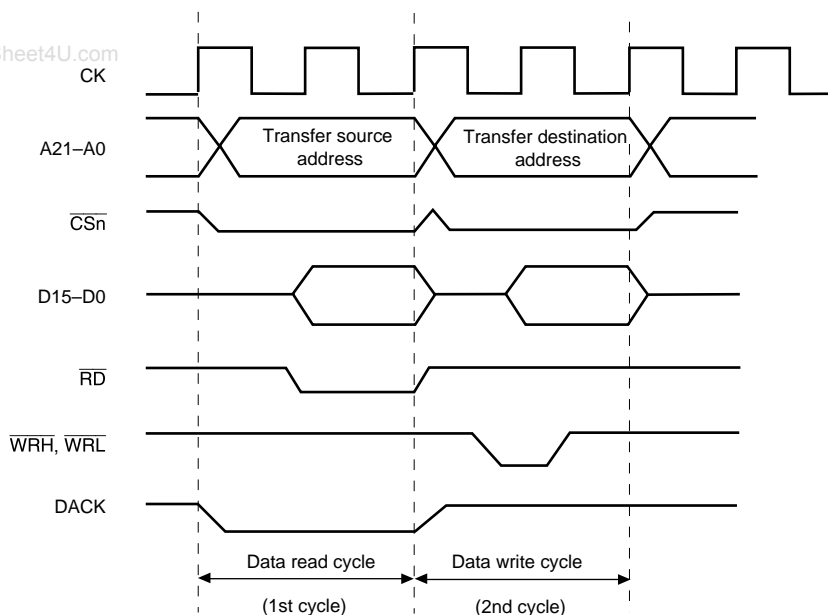 heet4U.com
CK
A21–A0
Transfer source
address
Transfer destination
address
CSn
D15–D0
RD
WRH, WRL
DACK
Data read cycle
Data write cycle
(1st cycle)
(2nd cycle)